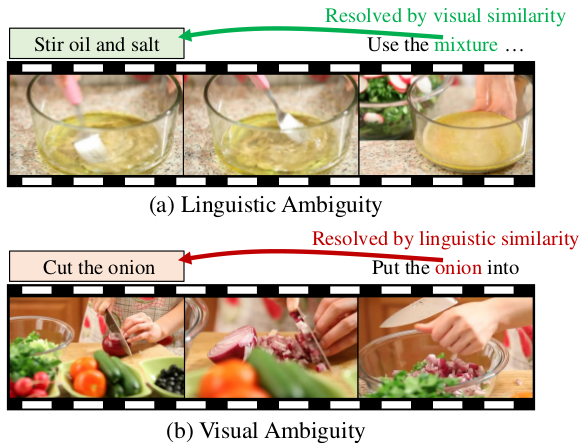 Resolved by visual similarity
Stir oil and salt
Use the mixture ...
(a) Linguistic Ambiguity
Resolved by linguistic similarity
Cut the onion
Put the onion into
(b) Visual Ambiguity